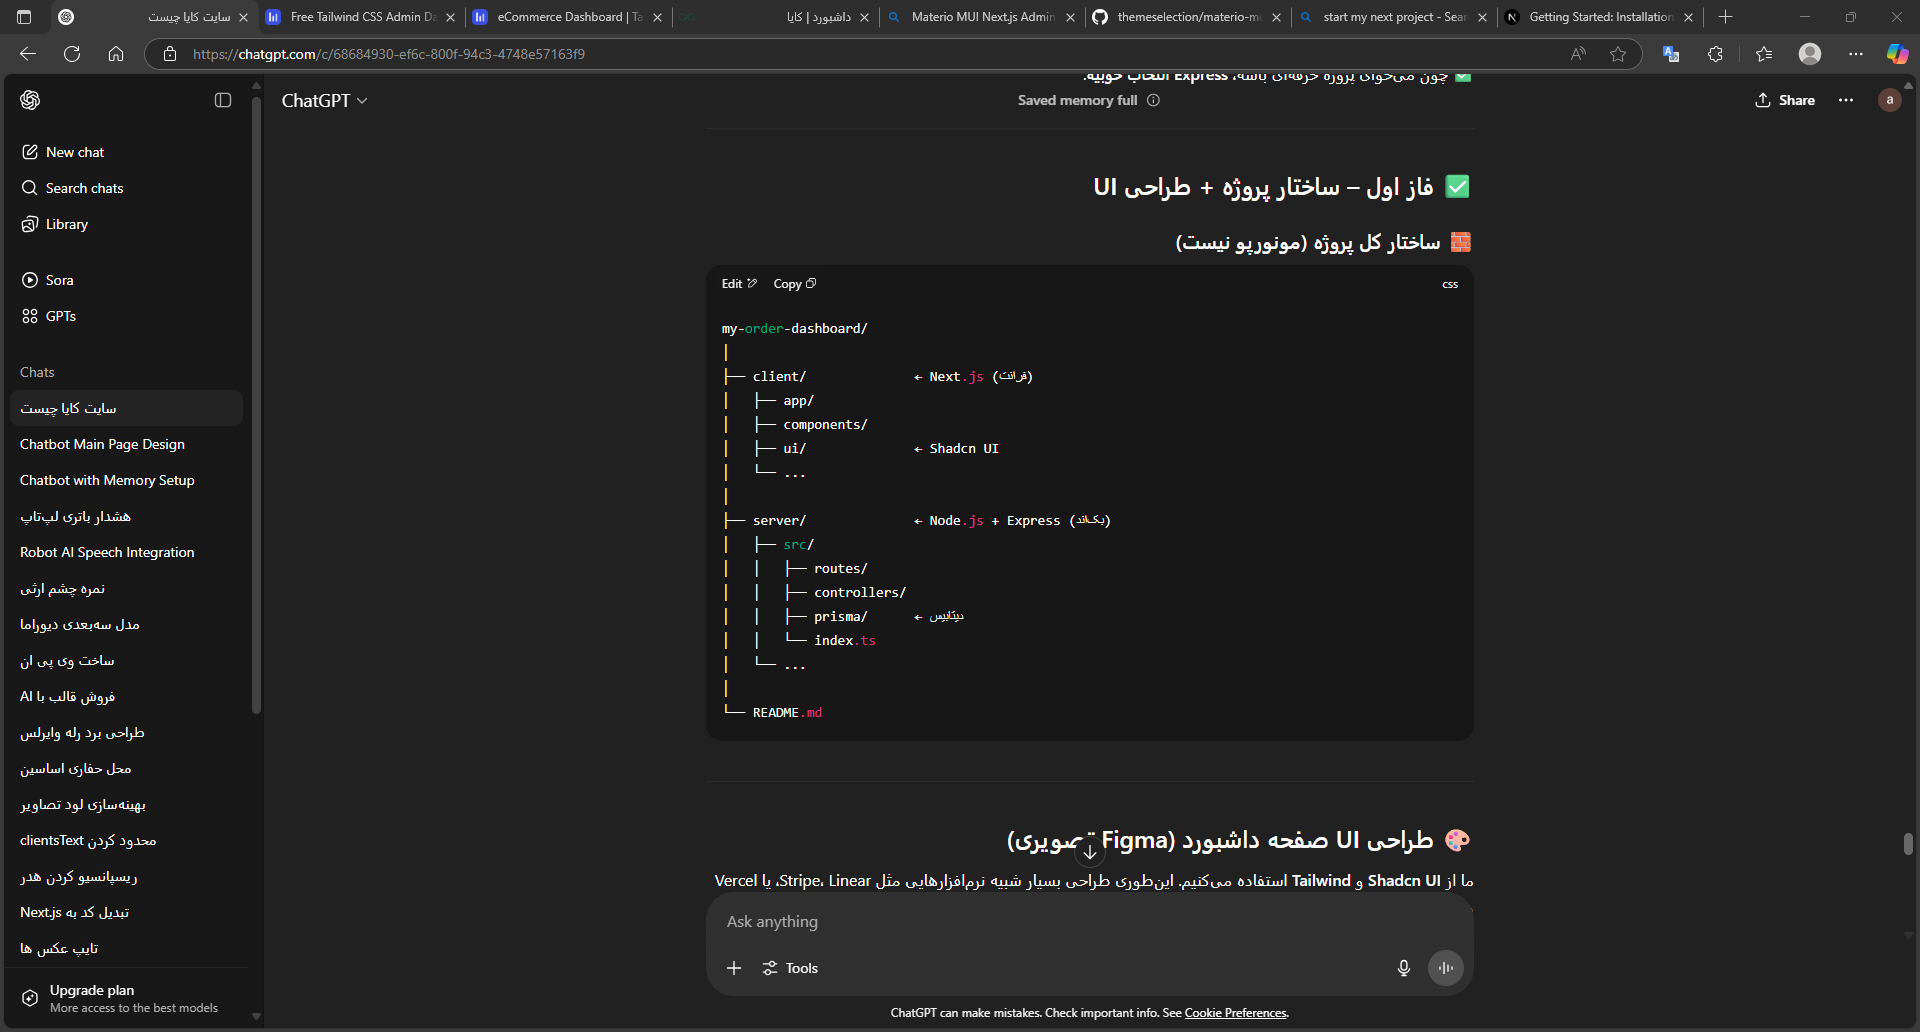 سایت کایا چیست
Free Tailwind CSS Admin Da
eCommerce Dashboard | Ta
داشبورد | کایا
Materio MUI Next.js Admin
themeselection/materio-mu
start my next project - Sear
Getting Started: Installation
https://chatgpt.com/c/68684930-ef6c-800f-94c3-4748e57163f9
ChatGPT
Saved memory full
Share
a
New chat
Search chats
Library
Sora
GPTs
Chats
سایت کایا چیست
Chatbot Main Page Design
Chatbot with Memory Setup
هشدار باتری لپ‌تاپ
Robot AI Speech Integration
نمره چشم ارثی
مدل سه‌بعدی دیوراما
ساخت وی پی ان
فروش قالب با AI
طراحی برد رله وایرلس
محل حفاری اساسین
بهینه‌سازی لود تصاویر
محدود کردن clientsText
ریسپانسیو کردن هدر
تبدیل کد به Next.js
تایپ عکس ها
Upgrade plan
More access to the best models
✅ چون می‌خوای پروژه حرفه‌ای باشه، Express انتخاب خوبیه.
✅ فاز اول – ساختار پروژه + طراحی UI
🧱 ساختار کل پروژه (مونورپو نیست)
Edit Copy css
my-order-dashboard/
│
├── client/ ← Next.js (فرانت)
│ ├── app/
│ ├── components/
│ ├── ui/ ← Shadcn UI
│ └── ...
│
├── server/ ← Node.js + Express (بک‌اند)
│ ├── src/
│ │ ├── routes/
│ │ ├── controllers/
│ │ ├── prisma/ ← دیتابیس
│ │ └── index.ts
│ └── ...
│
└── README.md
🎨 طراحی UI صفحه داشبورد (Figma تصویری)
ما از Shadcn UI و Tailwind استفاده می‌کنیم. این‌طوری طراحی بسیار شبیه نرم‌افزارهایی مثل Stripe، Linear، یا Vercel
Ask anything
Tools
ChatGPT can make mistakes. Check important info. See Cookie Preferences.